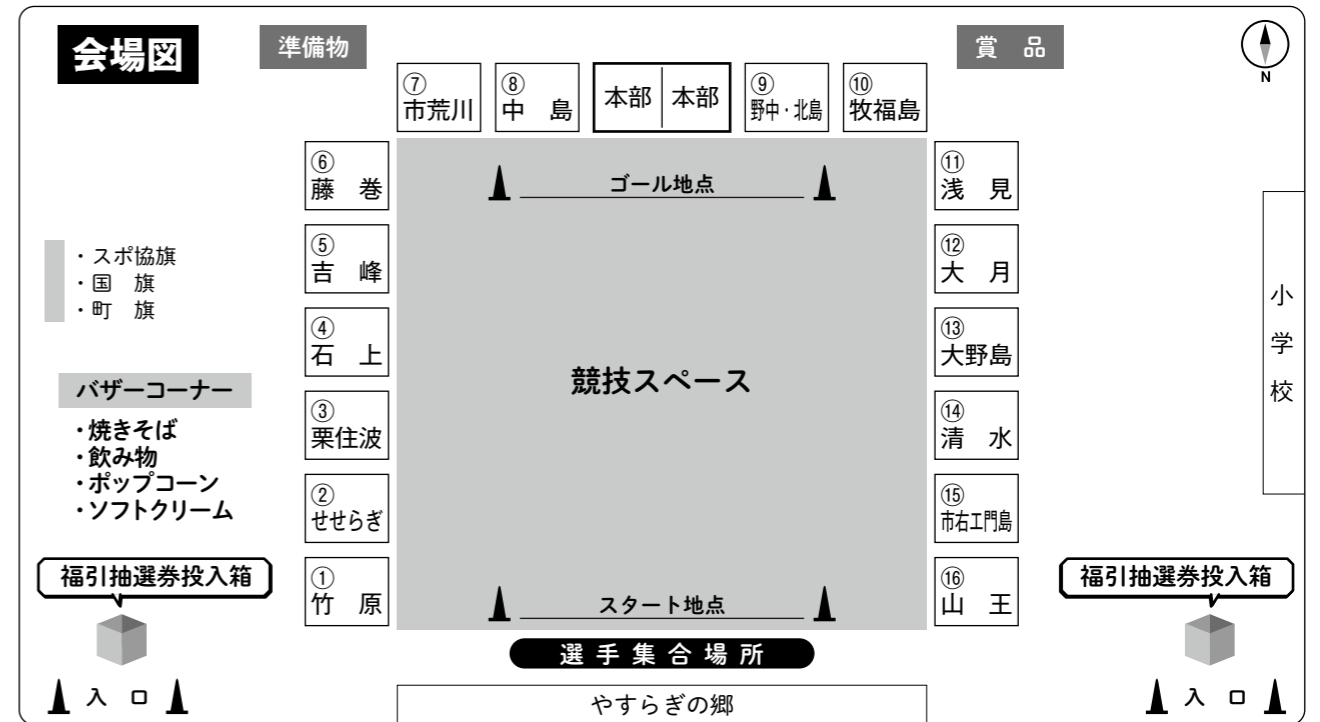 会場図
準備物
賞 品
N
⑦
市荒川
⑧
中 島
本部 本部
⑨
野中・北島
⑩
牧福島
⑥
藤 巻
⑤
吉 峰
④
石 上
③
栗住波
②
せせらぎ
①
竹 原
ゴール地点
競技スペース
スタート地点
⑪
浅 見
⑫
大 月
⑬
大野島
⑭
清 水
⑮
市右エ門島
⑯
山 王
小学校
・スポ協旗
・国 旗
・町 旗
バザーコーナー
・焼きそば
・飲み物
・ポップコーン
・ソフトクリーム
福引抽選券投入箱
入 口
選手集合場所
やすらぎの郷
福引抽選券投入箱
入 口